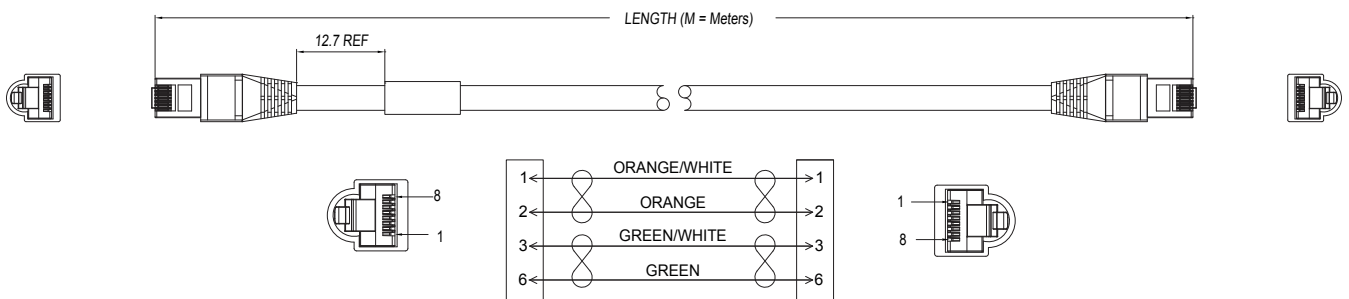 LENGTH (M = Meters)
12.7 REF
ORANGE/WHITE
1 1
8
ORANGE
1
2 2
GREEN/WHITE
1
3 3
8
GREEN
6 6